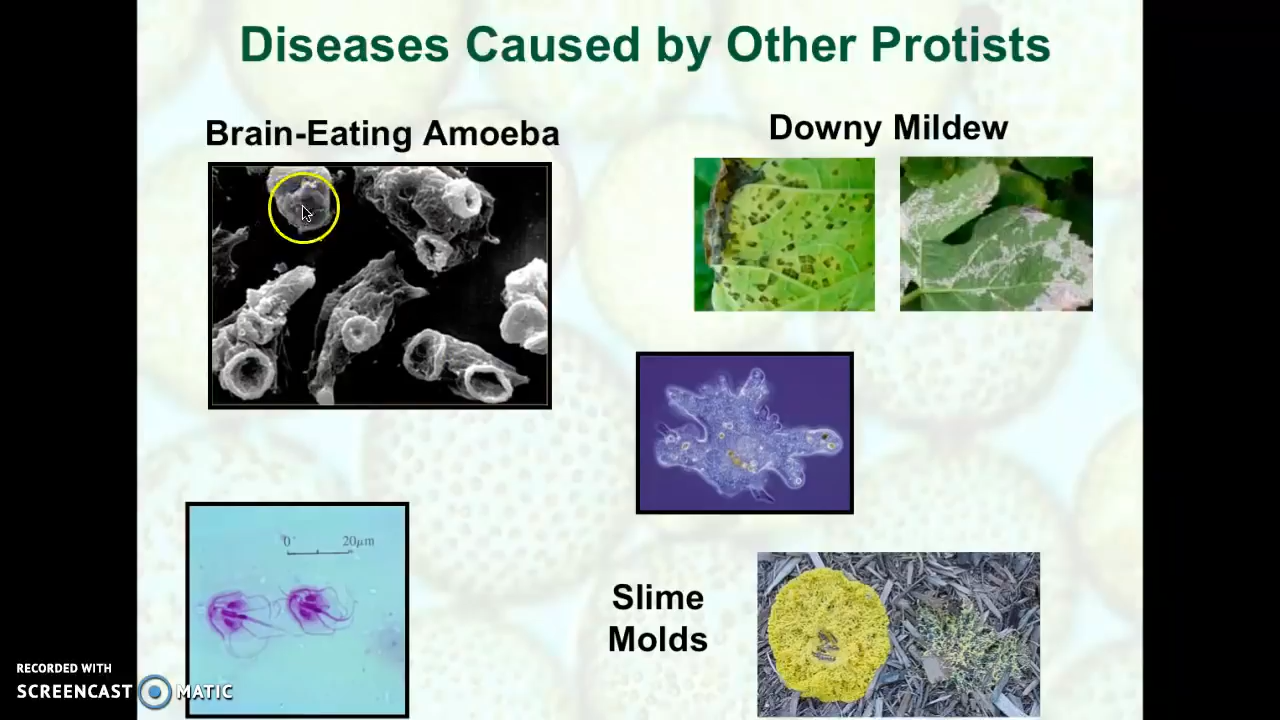 Diseases Caused by Other Protists
Brain-Eating Amoeba
Downy Mildew
0 20µm
Slime
Molds
RECORDED WITH
SCREENCAST MATIC